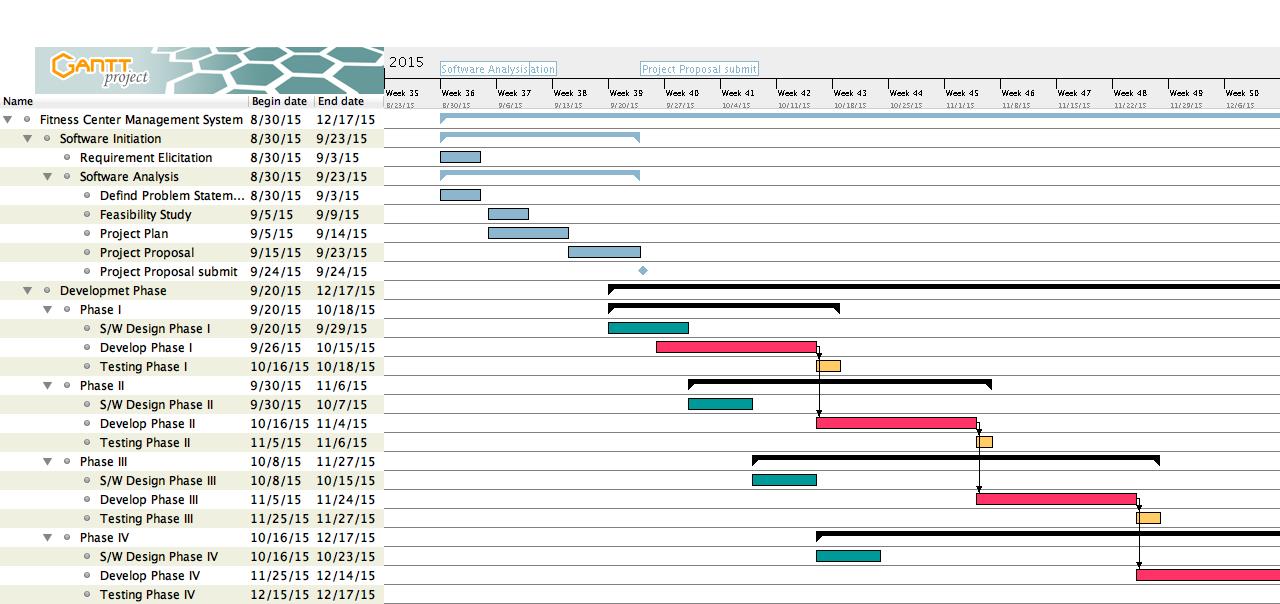 GANTT
project
2015
Software Analysis ation Project Proposal submit
Week 35 Week 36 Week 37 Week 38 Week 39 Week 40 Week 41 Week 42 Week 43 Week 44 Week 45 Week 46 Week 47 Week 48 Week 49 Week 50
8/23/15 8/30/15 9/6/15 9/13/15 9/20/15 9/27/15 10/4/15 10/11/15 10/18/15 10/25/15 11/1/15 11/8/15 11/15/15 11/22/15 11/29/15 12/6/15
Name Begin date End date
Fitness Center Management System 8/30/15 12/17/15
Software Initiation 8/30/15 9/23/15
Requirement Elicitation 8/30/15 9/3/15
Software Analysis 8/30/15 9/23/15
Defind Problem Statem... 8/30/15 9/3/15
Feasibility Study 9/5/15 9/9/15
Project Plan 9/5/15 9/14/15
Project Proposal 9/15/15 9/23/15
Project Proposal submit 9/24/15 9/24/15
Developmet Phase 9/20/15 12/17/15
Phase I 9/20/15 10/18/15
S/W Design Phase I 9/20/15 9/29/15
Develop Phase I 9/26/15 10/15/15
Testing Phase I 10/16/15 10/18/15
Phase II 9/30/15 11/6/15
S/W Design Phase II 9/30/15 10/7/15
Develop Phase II 10/16/15 11/4/15
Testing Phase II 11/5/15 11/6/15
Phase III 10/8/15 11/27/15
S/W Design Phase III 10/8/15 10/15/15
Develop Phase III 11/5/15 11/24/15
Testing Phase III 11/25/15 11/27/15
Phase IV 10/16/15 12/17/15
S/W Design Phase IV 10/16/15 10/23/15
Develop Phase IV 11/25/15 12/14/15
Testing Phase IV 12/15/15 12/17/15